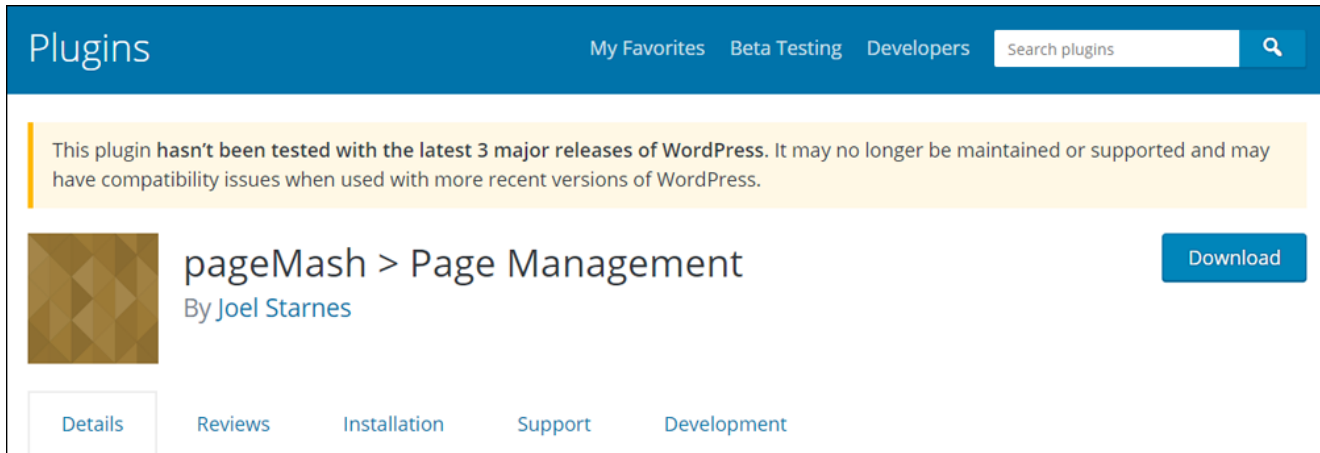 Plugins
My Favorites Beta Testing Developers Search plugins
This plugin hasn’t been tested with the latest 3 major releases of WordPress. It may no longer be maintained or supported and may
have compatibility issues when used with more recent versions of WordPress.
pageMash > Page Management
Download
By Joel Starnes
Details Reviews Installation Support Development